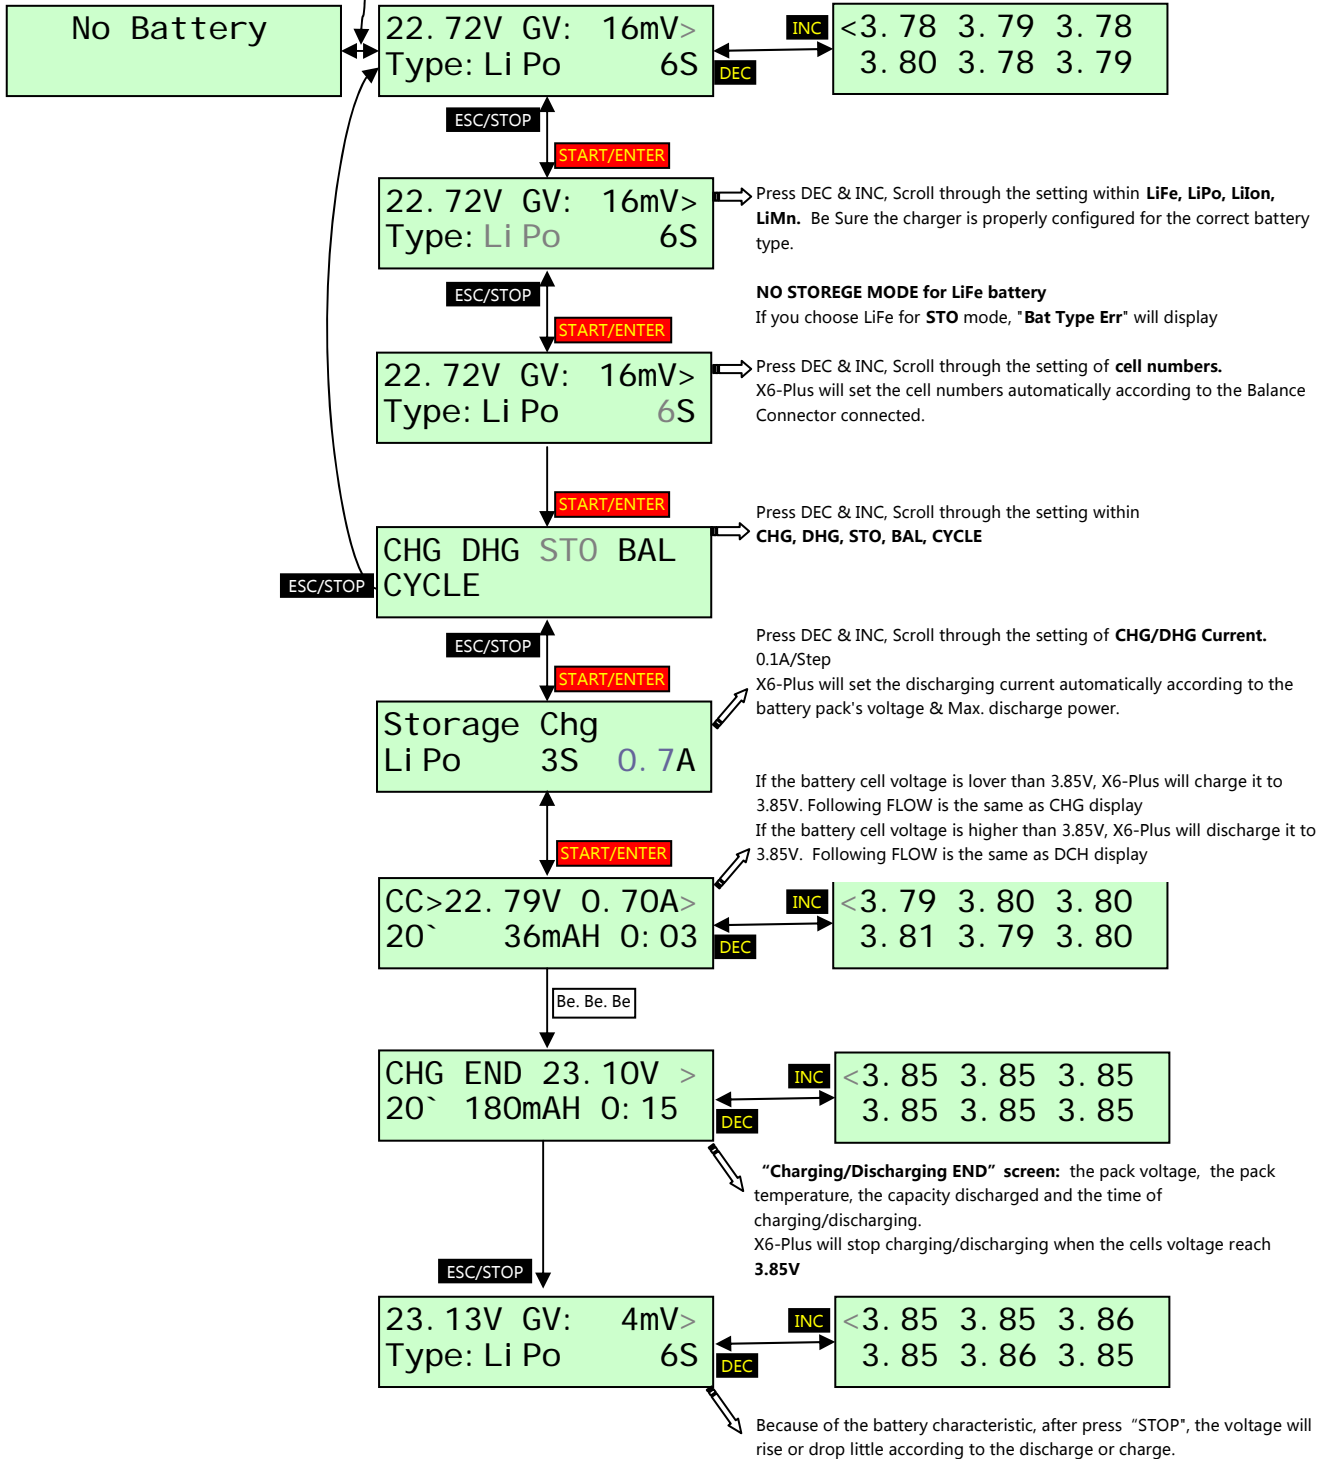 No Battery
22.72V GV: 16mV>
Type:LiPo 6S
INC
DEC
<3.78 3.79 3.78
3.80 3.78 3.79
ESC/STOP
START/ENTER
22.72V GV: 16mV>
Type:LiPo 6S
Press DEC & INC, Scroll through the setting within LiFe, LiPo, LiIon,
LiMn. Be Sure the charger is properly configured for the correct battery
type.
NO STOREGE MODE for LiFe battery
If you choose LiFe for STO mode, "Bat Type Err" will display
ESC/STOP
START/ENTER
22.72V GV: 16mV>
Type:LiPo 6S
Press DEC & INC, Scroll through the setting of cell numbers.
X6-Plus will set the cell numbers automatically according to the Balance
Connector connected.
START/ENTER
CHG DHG STO BAL
CYCLE
Press DEC & INC, Scroll through the setting within
CHG, DHG, STO, BAL, CYCLE
ESC/STOP
ESC/STOP
START/ENTER
Storage Chg
LiPo 3S 0.7A
Press DEC & INC, Scroll through the setting of CHG/DHG Current.
0.1A/Step
X6-Plus will set the discharging current automatically according to the
battery pack's voltage & Max. discharge power.
START/ENTER
If the battery cell voltage is lover than 3.85V, X6-Plus will charge it to
3.85V. Following FLOW is the same as CHG display
If the battery cell voltage is higher than 3.85V, X6-Plus will discharge it to
3.85V. Following FLOW is the same as DCH display
CC>22.79V 0.70A>
20` 36mAH 0:03
INC
DEC
<3.79 3.80 3.80
3.81 3.79 3.80
Be. Be. Be
CHG END 23.10V >
20` 180mAH 0:15
INC
DEC
<3.85 3.85 3.85
3.85 3.85 3.85
“Charging/Discharging END” screen: the pack voltage, the pack
temperature, the capacity discharged and the time of
charging/discharging.
X6-Plus will stop charging/discharging when the cells voltage reach
3.85V
ESC/STOP
23.13V GV: 4mV>
Type:LiPo 6S
INC
DEC
<3.85 3.85 3.86
3.85 3.86 3.85
Because of the battery characteristic, after press “STOP", the voltage will
rise or drop little according to the discharge or charge.